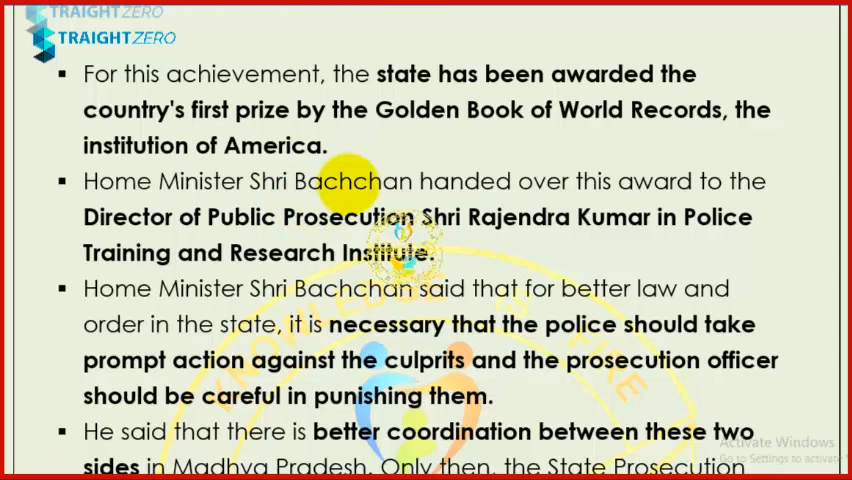 TRAIGHTZERO
TRAIGHTZERO
▪ For this achievement, the state has been awarded the
country's first prize by the Golden Book of World Records, the
institution of America.
▪ Home Minister Shri Bachchan handed over this award to the
Director of Public Prosecution Shri Rajendra Kumar in Police
Training and Research Institute.
▪ Home Minister Shri Bachchan said that for better law and
order in the state, it is necessary that the police should take
prompt action against the culprits and the prosecution officer
should be careful in punishing them.
▪ He said that there is better coordination between these two
sides in Madhya Pradesh. Only then, the State Prosecution
KNOWLEDGE IS FIRE
Activate Windows
Go to Settings to activate